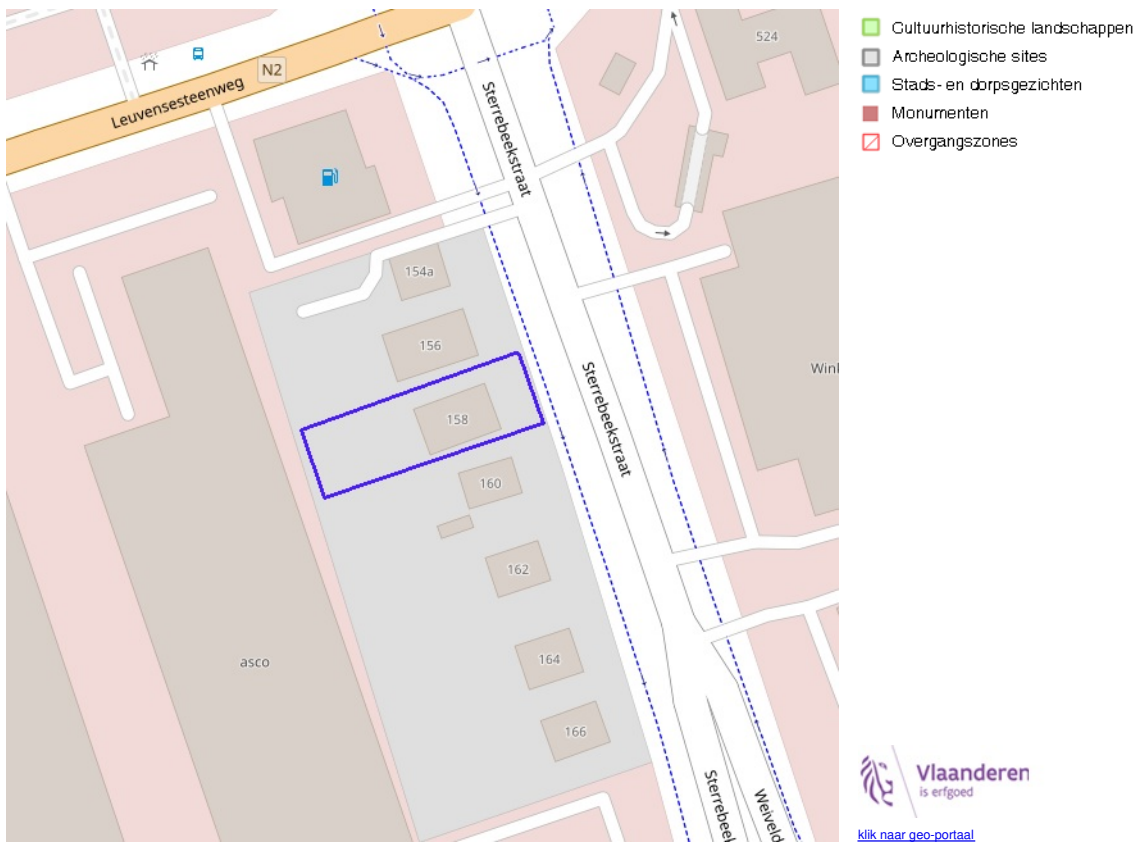 524
N2
Leuvensesteenweg
Sterrebeekstraat
154a
156
158
160
162
164
166
Sterrebeekstraat
Winl
asco
Sterrebeek
Weiveld
Cultuurhistorische landschappen
Archeologische sites
Stads- en dorpsgezichten
Monumenten
Overgangszones
Vlaanderen
is erfgoed
klik naar geo-portaal